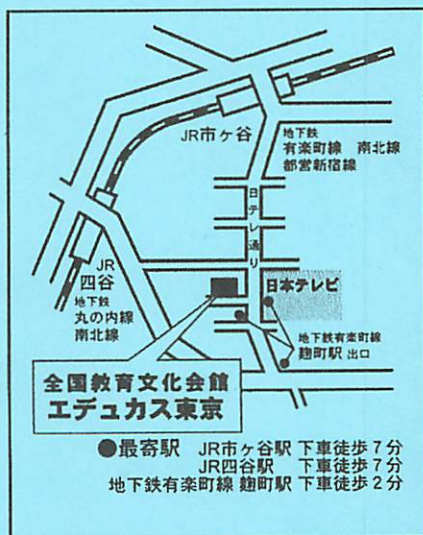 JR市ヶ谷
地下鉄
有楽町線 南北線
都営新宿線
日テレ通り
JR
四谷
地下鉄
丸の内線
南北線
日本テレビ
地下鉄有楽町線
麹町駅 出口
全国教育文化会館
エデュカス東京
●最寄駅 JR市ヶ谷駅 下車徒歩7分
JR四谷駅 下車徒歩7分
地下鉄有楽町線 麹町駅 下車徒歩2分